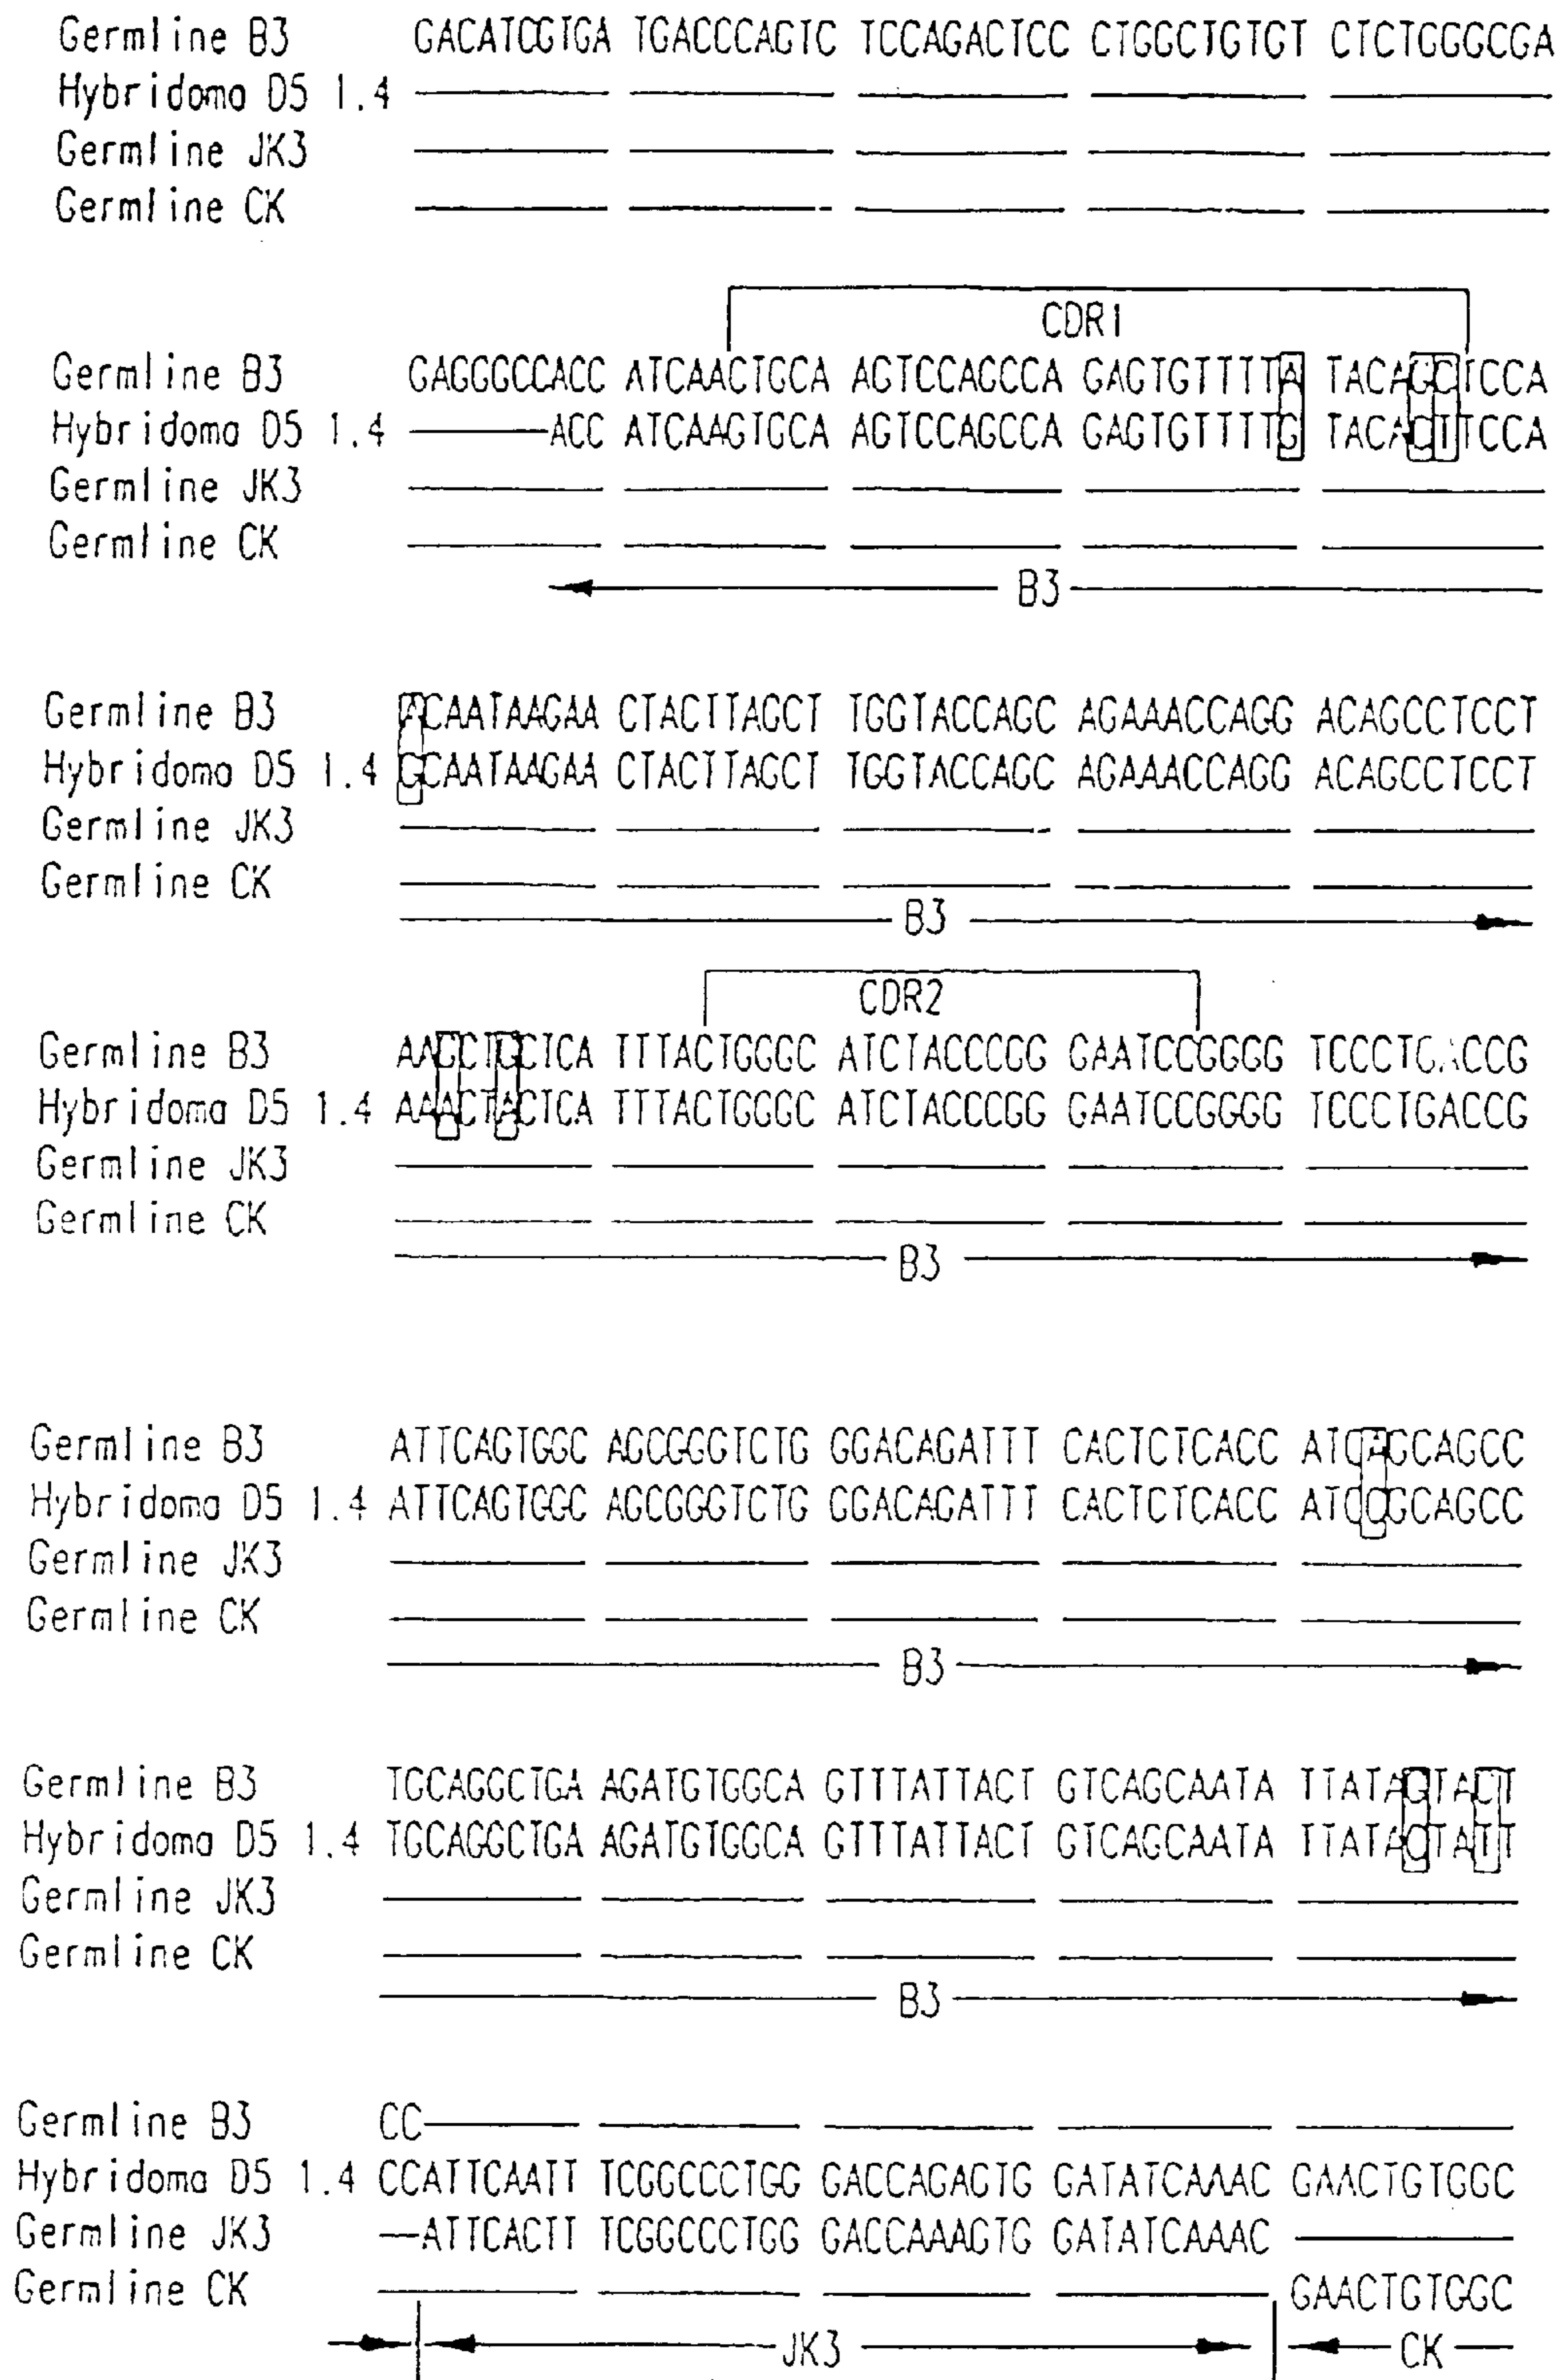 Germline B3 GACATCGTGA TGACCCAGTC TCCAGACTCC CTGGCTGTGT CTCTGGGCGA
Hybridoma D5 1.4
Germline JK3
Germline CK
CDR1
Germline B3 GAGGGCCACC ATCAACTGCA AGTCCAGCCA GAGTGTTTTA TACAGCTCCA
Hybridoma D5 1.4 ACC ATCAAGTGCA AGTCCAGCCA GAGTGTTTTG TACACTTCCA
Germline JK3
Germline CK
B3
Germline B3 ACAATAAGAA CTACTTAGCT TGGTACCAGC AGAAACCAGG ACAGCCTCCT
Hybridoma D5 1.4 GCAATAAGAA CTACTTAGCT TGGTACCAGC AGAAACCAGG ACAGCCTCCT
Germline JK3
Germline CK
B3
CDR2
Germline B3 AAGCTGCTCA TTTACTGGGC ATCTACCCGG GAATCCGGGG TCCCTGACCG
Hybridoma D5 1.4 AAACTACTCA TTTACTGGGC ATCTACCCGG GAATCCGGGG TCCCTGACCG
Germline JK3
Germline CK
B3
Germline B3 ATTCAGTGGC AGCGGGTCTG GGACAGATTT CACTCTCACC ATCAGCAGCC
Hybridoma D5 1.4 ATTCAGTGGC AGCGGGTCTG GGACAGATTT CACTCTCACC ATCCGCAGCC
Germline JK3
Germline CK
B3
Germline B3 TGCAGGCTGA AGATGTGGCA GTTTATTACT GTCAGCAATA TTATAGTACT
Hybridoma D5 1.4 TGCAGGCTGA AGATGTGGCA GTTTATTACT GTCAGCAATA TTATACTATT
Germline JK3
Germline CK
B3
Germline B3 CC
Hybridoma D5 1.4 CCATTCAATT TCGGCCCTGG GACCAGAGTG GATATCAAAC GAACTGTGGC
Germline JK3 ATTCACTT TCGGCCCTGG GACCAAAGTG GATATCAAAC
Germline CK GAACTGTGGC
JK3 CK